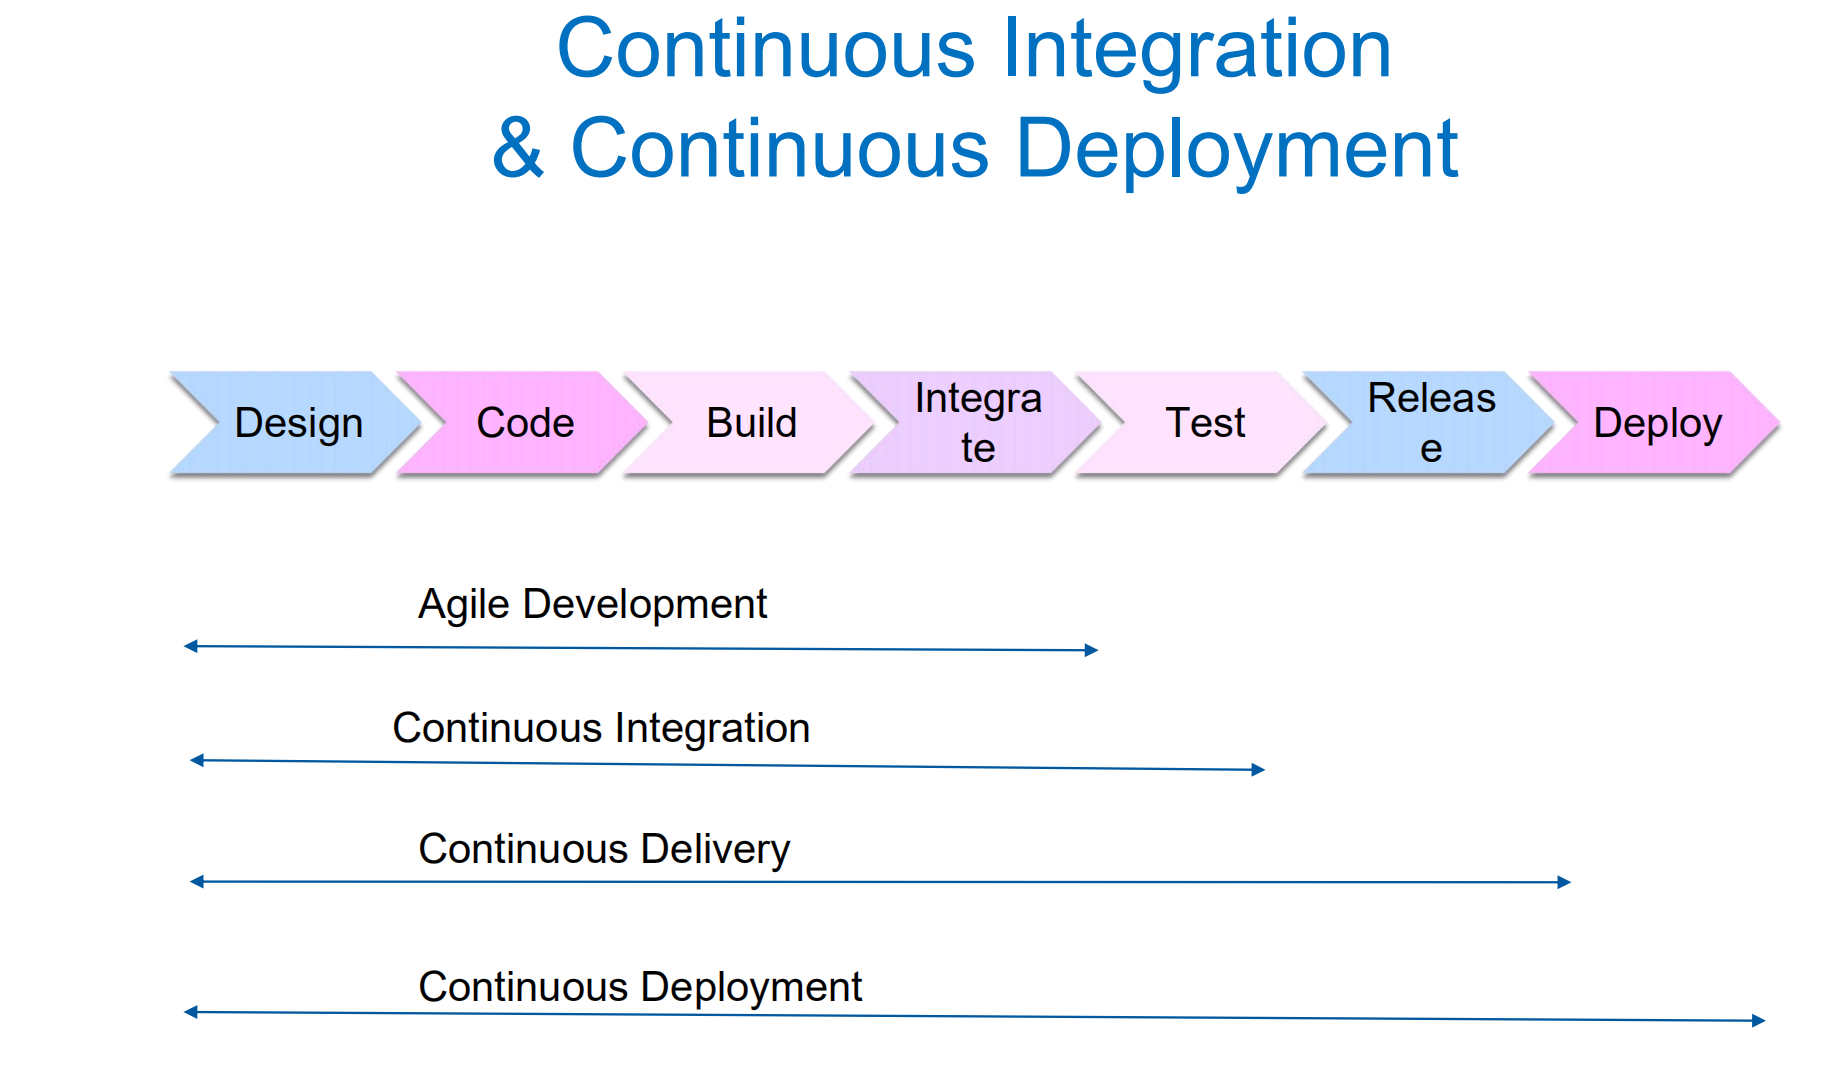 Continuous Integration
& Continuous Deployment
Design
Code
Build
Integra
te
Test
Releas
e
Deploy
Agile Development
Continuous Integration
Continuous Delivery
Continuous Deployment